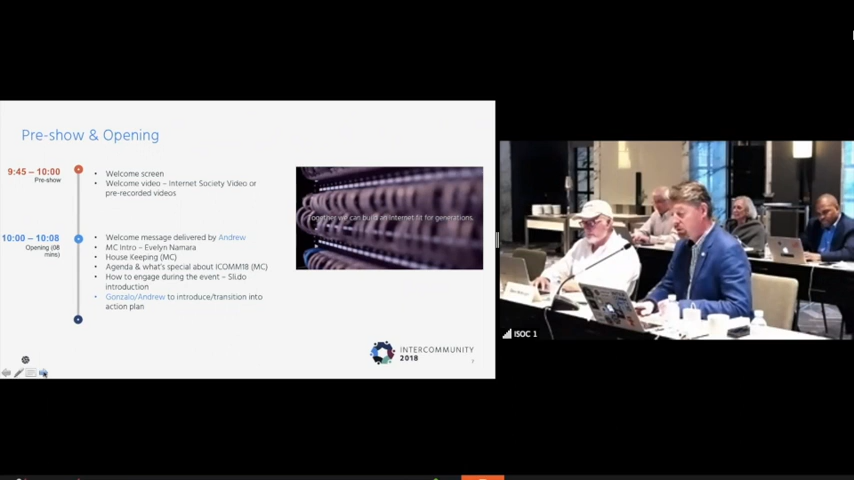 Pre-show & Opening
9:45 – 10:00
Pre-show
• Welcome screen
• Welcome video – Internet Society Video or
pre-recorded videos
10:00 – 10:08
Opening (08
mins)
• Welcome message delivered by Andrew
• MC Intro – Evelyn Namara
• House Keeping (MC)
• Agenda & what's special about ICOMM18 (MC)
• How to engage during the event – Sli.do
introduction
• Gonzalo/Andrew to introduce/transition into
action plan
Together we can build an Internet fit for generations.
INTERCOMMUNITY
2018
ISOC 1